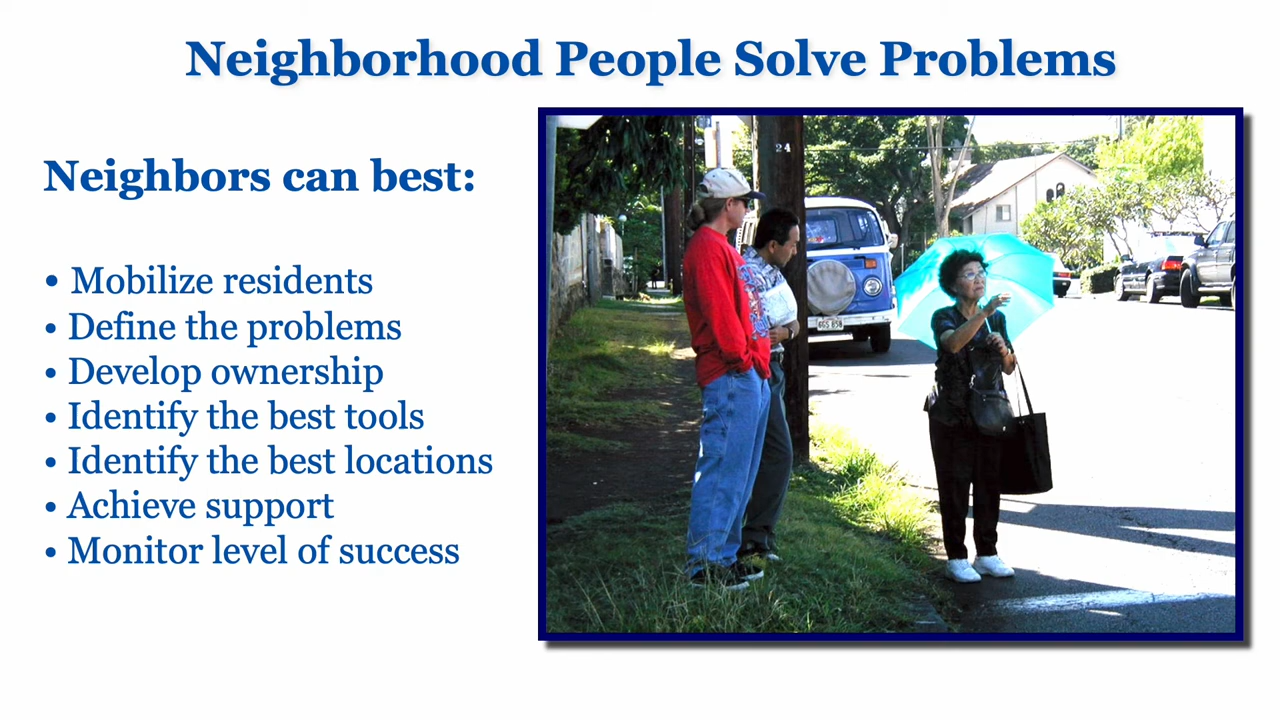 Neighborhood People Solve Problems
Neighbors can best:
• Mobilize residents
• Define the problems
• Develop ownership
• Identify the best tools
• Identify the best locations
• Achieve support
• Monitor level of success
24